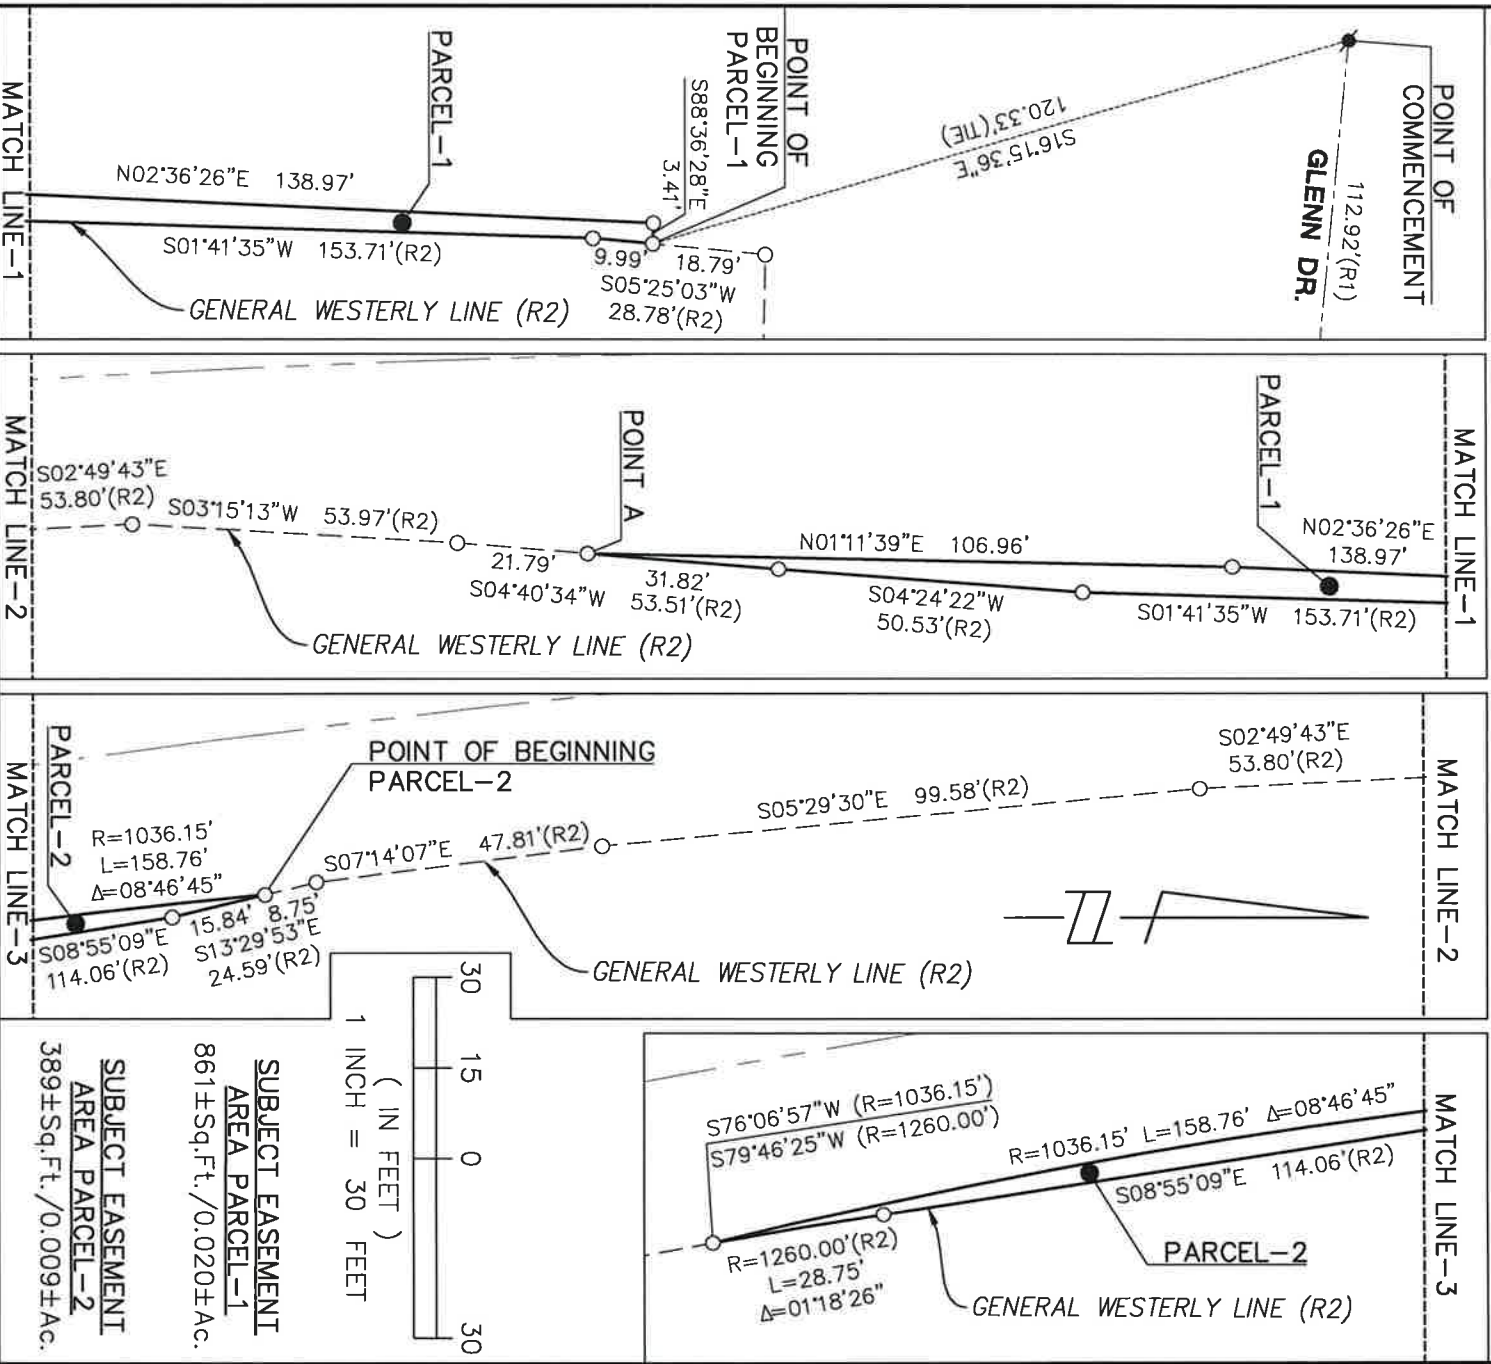 POINT OF
COMMENCEMENT
112.92'(R1)
GLENN DR.
S16°15'36"E
120.33'(TIE)
POINT OF
BEGINNING
PARCEL-1
S88°36'28"E
3.41'
PARCEL-1
N02°36'26"E 138.97'
S01°41'35"W 153.71'(R2)
9.99'
18.79'
S05°25'03"W
28.78'(R2)
GENERAL WESTERLY LINE (R2)
MATCH LINE-1
MATCH LINE-1
PARCEL-1
N02°36'26"E
138.97'
S01°41'35"W 153.71'(R2)
N01°11'39"E 106.96'
S04°24'22"W
50.53'(R2)
POINT A
31.82'
21.79'
S04°40'34"W 53.51'(R2)
S03°15'13"W 53.97'(R2)
S02°49'43"E
53.80'(R2)
GENERAL WESTERLY LINE (R2)
MATCH LINE-2
MATCH LINE-2
S02°49'43"E
53.80'(R2)
S05°29'30"E 99.58'(R2)
S07°14'07"E 47.81'(R2)
GENERAL WESTERLY LINE (R2)
POINT OF BEGINNING
PARCEL-2
8.75'
15.84'
S13°29'53"E
24.59'(R2)
R=1036.15'
L=158.76'
Δ=08°46'45"
S08°55'09"E
114.06'(R2)
PARCEL-2
MATCH LINE-3
MATCH LINE-3
R=1036.15' L=158.76' Δ=08°46'45"
S08°55'09"E 114.06'(R2)
PARCEL-2
S76°06'57"W (R=1036.15')
S79°46'25"W (R=1260.00')
R=1260.00'(R2)
L=28.75'
Δ=01°18'26"
GENERAL WESTERLY LINE (R2)
30 15 0 30
( IN FEET )
1 INCH = 30 FEET
SUBJECT EASEMENT
AREA PARCEL-1
861±Sq.Ft./0.020±Ac.
SUBJECT EASEMENT
AREA PARCEL-2
389±Sq.Ft./0.009±Ac.